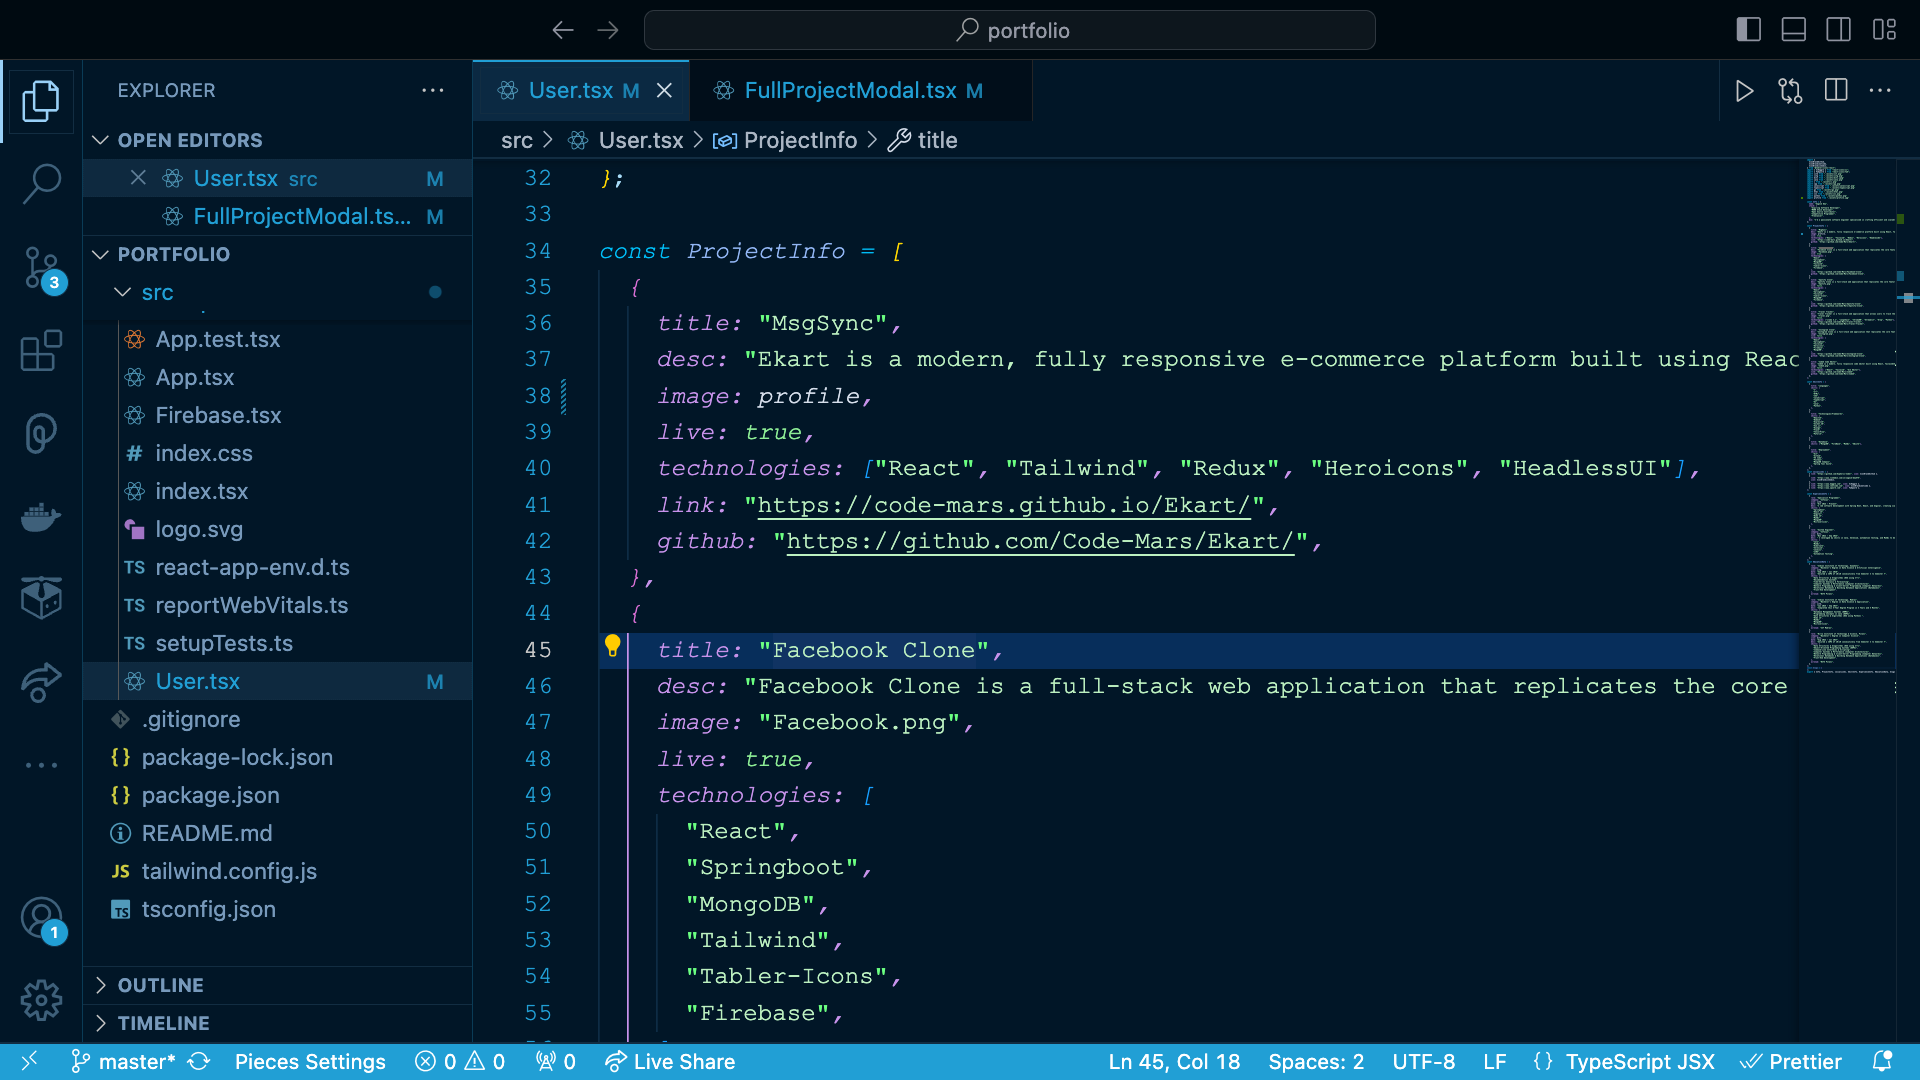 portfolio
EXPLORER
OPEN EDITORS
User.tsx src M
FullProjectModal.ts... M
PORTFOLIO
src
App.test.tsx
App.tsx
Firebase.tsx
# index.css
index.tsx
logo.svg
TS react-app-env.d.ts
TS reportWebVitals.ts
TS setupTests.ts
User.tsx M
.gitignore
{} package-lock.json
{} package.json
README.md
JS tailwind.config.js
TS tsconfig.json
OUTLINE
TIMELINE
3
1
User.tsx M
FullProjectModal.tsx M
src > User.tsx > ProjectInfo > title
32 };
33
34 const ProjectInfo = [
35 {
36 title: "MsgSync",
37 desc: "Ekart is a modern, fully responsive e-commerce platform built using Reac
38 image: profile,
39 live: true,
40 technologies: ["React", "Tailwind", "Redux", "Heroicons", "HeadlessUI"],
41 link: "https://code-mars.github.io/Ekart/",
42 github: "https://github.com/Code-Mars/Ekart/",
43 },
44 {
45 title: "Facebook Clone",
46 desc: "Facebook Clone is a full-stack web application that replicates the core
47 image: "Facebook.png",
48 live: true,
49 technologies: [
50 "React",
51 "Springboot",
52 "MongoDB",
53 "Tailwind",
54 "Tabler-Icons",
55 "Firebase",
master* Pieces Settings 0 0 0 Live Share Ln 45, Col 18 Spaces: 2 UTF-8 LF {} TypeScript JSX Prettier